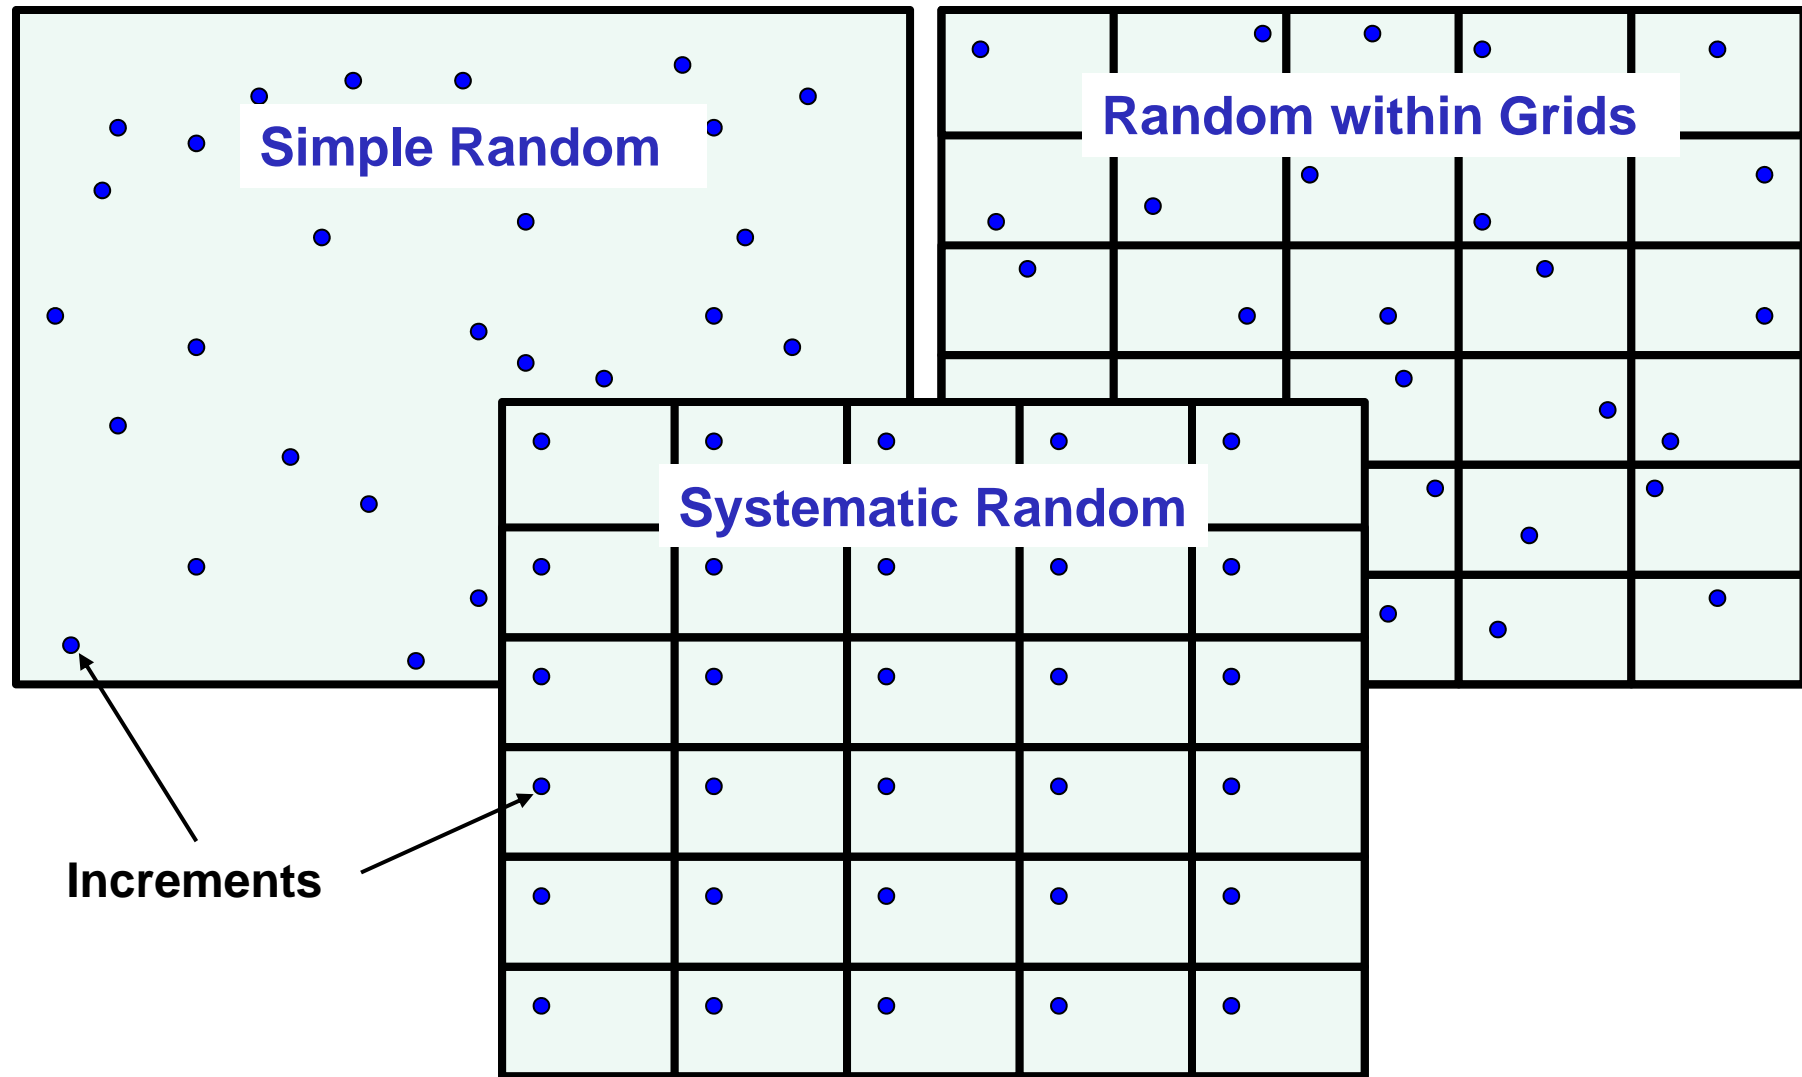 Simple Random
Random within Grids
Systematic Random
Increments